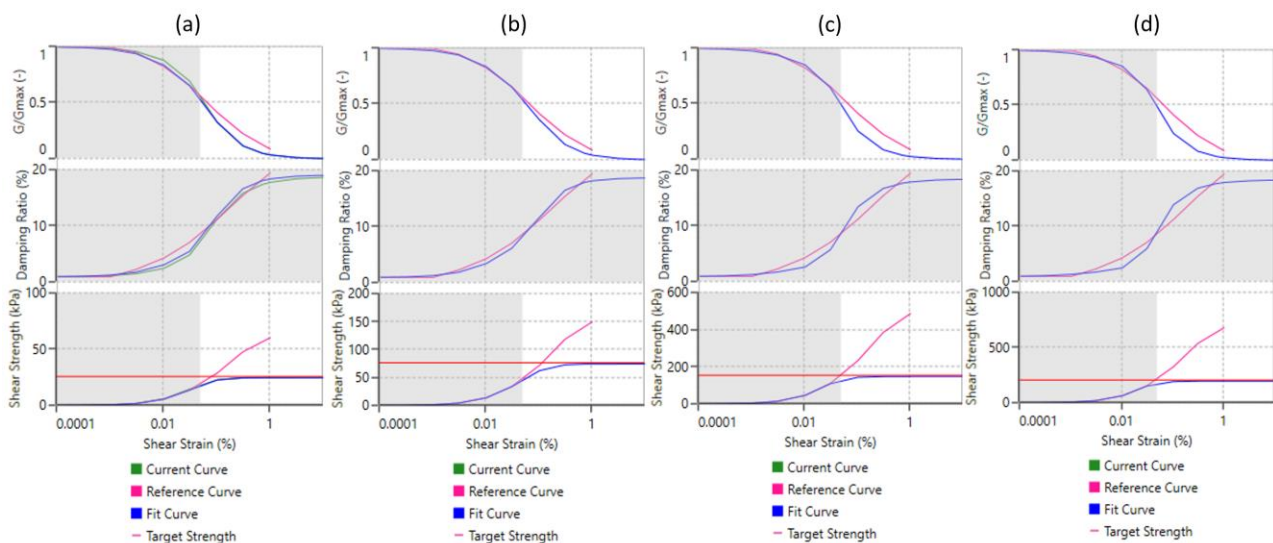 (a)
G/Gmax (-)
1
0.5
0
Damping Ratio (%)
20
10
0
Shear Strength (kPa)
100
50
0
0.0001
0.01
1
Shear Strain (%)
Current Curve
Reference Curve
Fit Curve
Target Strength
(b)
G/Gmax (-)
1
0.5
0
Damping Ratio (%)
20
10
0
Shear Strength (kPa)
200
150
100
50
0
0.0001
0.01
1
Shear Strain (%)
Current Curve
Reference Curve
Fit Curve
Target Strength
(c)
G/Gmax (-)
1
0.5
0
Damping Ratio (%)
20
10
0
Shear Strength (kPa)
600
400
200
0
0.0001
0.01
1
Shear Strain (%)
Current Curve
Reference Curve
Fit Curve
Target Strength
(d)
G/Gmax (-)
1
0.5
0
Damping Ratio (%)
20
10
0
Shear Strength (kPa)
1000
500
0
0.0001
0.01
1
Shear Strain (%)
Current Curve
Reference Curve
Fit Curve
Target Strength